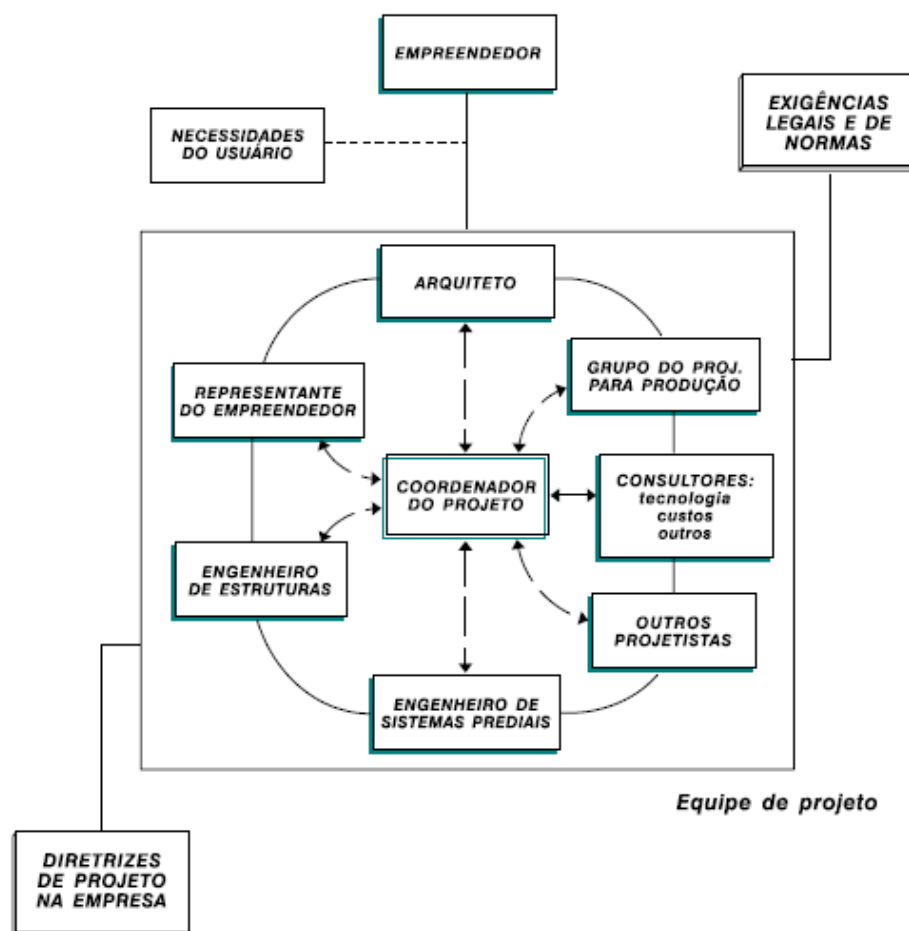 EMPREENDEDOR
EXIGÊNCIAS
LEGAIS E DE
NORMAS
NECESSIDADES
DO USUÁRIO
ARQUITETO
GRUPO DO PROJ.
PARA PRODUÇÃO
REPRESENTANTE
DO EMPREENDEDOR
COORDENADOR
DO PROJETO
CONSULTORES:
tecnologia
custos
outros
ENGENHEIRO
DE ESTRUTURAS
OUTROS
PROJETISTAS
ENGENHEIRO DE
SISTEMAS PREDIAIS
Equipe de projeto
DIRETRIZES
DE PROJETO
NA EMPRESA